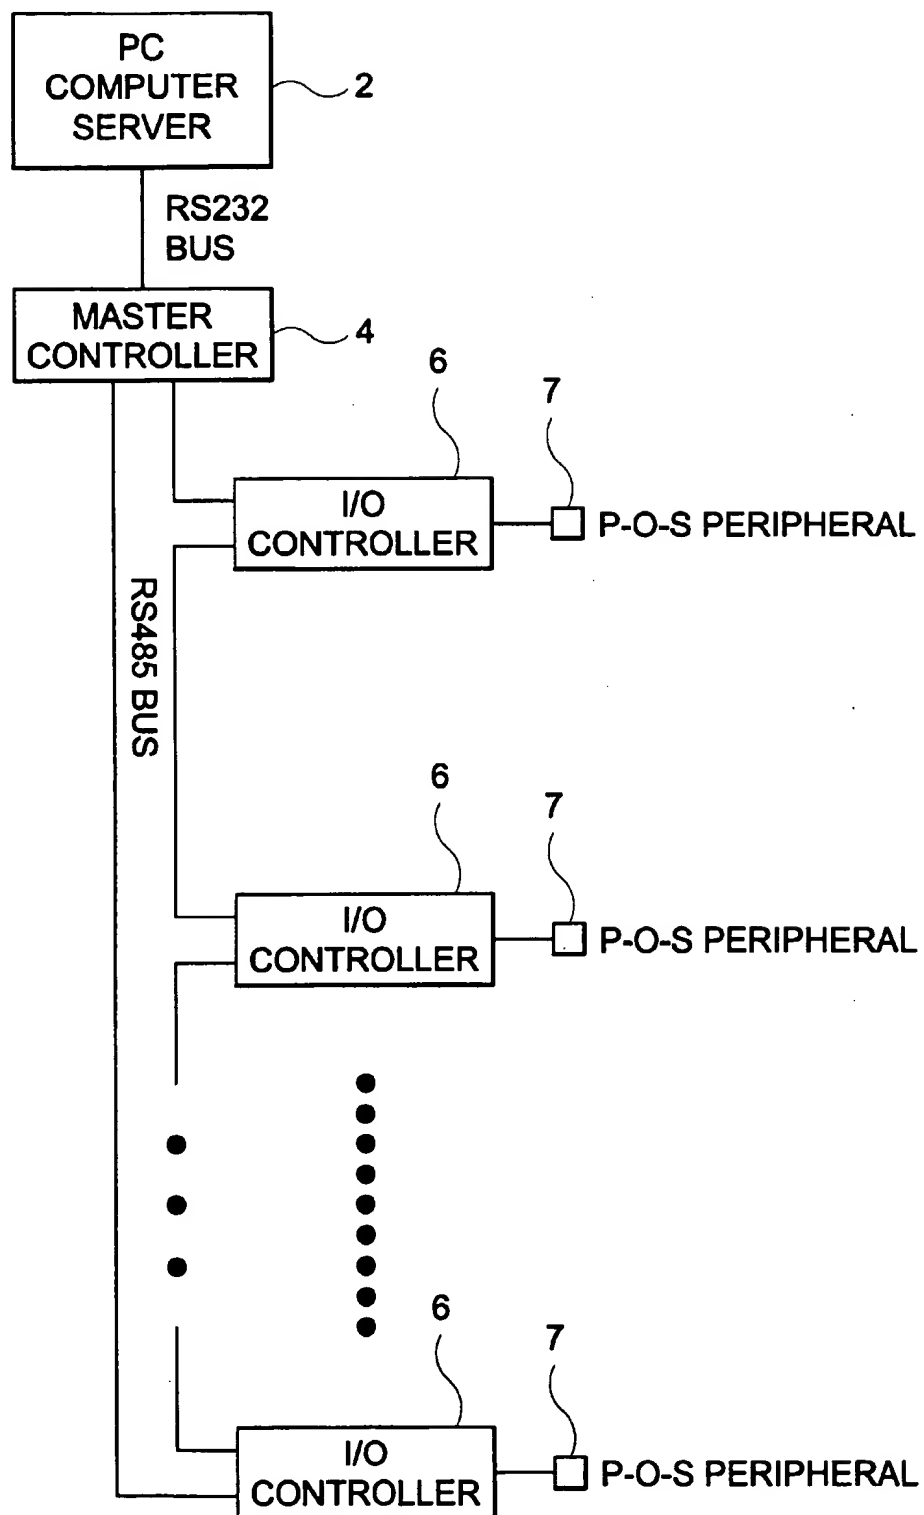 PC
COMPUTER
SERVER
2
RS232
BUS
MASTER
CONTROLLER
4
6
7
I/O
CONTROLLER
P-O-S PERIPHERAL
RS485 BUS
6
7
I/O
CONTROLLER
P-O-S PERIPHERAL
6
7
I/O
CONTROLLER
P-O-S PERIPHERAL